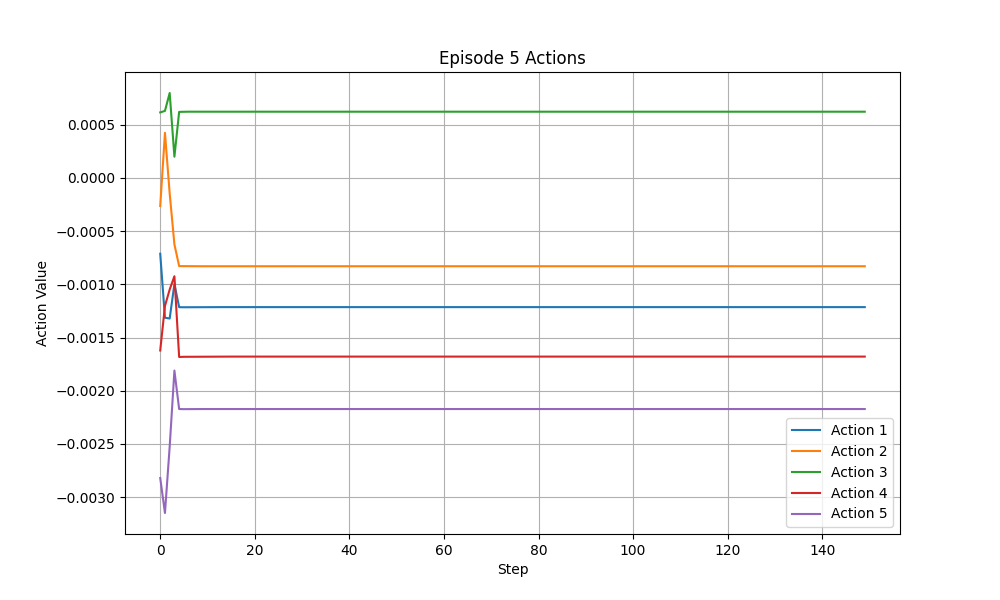 Episode 5 Actions
Action Value
0.0005
0.0000
−0.0005
−0.0010
−0.0015
−0.0020
−0.0025
−0.0030
Action 1
Action 2
Action 3
Action 4
Action 5
0 20 40 60 80 100 120 140
Step